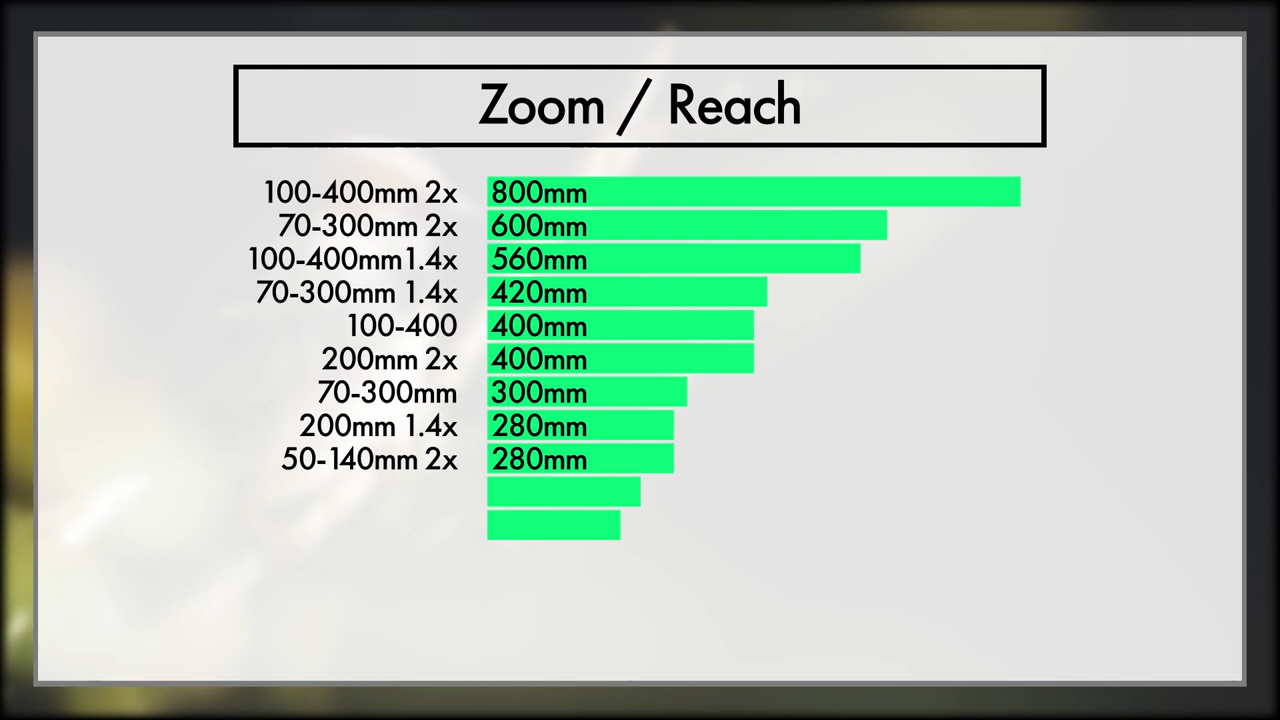 Zoom / Reach
100-400mm 2x 800mm
70-300mm 2x 600mm
100-400mm1.4x 560mm
70-300mm 1.4x 420mm
100-400 400mm
200mm 2x 400mm
70-300mm 300mm
200mm 1.4x 280mm
50-140mm 2x 280mm